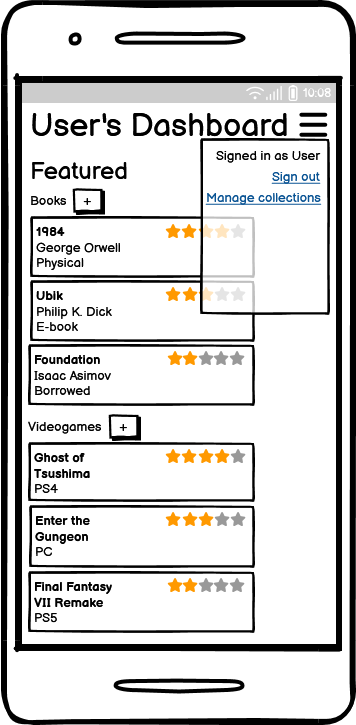 10:08
User's Dashboard
Signed in as User
Sign out
Manage collections
Featured
Books +
1984
George Orwell
Physical
Ubik
Philip K. Dick
E-book
Foundation
Isaac Asimov
Borrowed
Videogames +
Ghost of
Tsushima
PS4
Enter the
Gungeon
PC
Final Fantasy
VII Remake
PS5